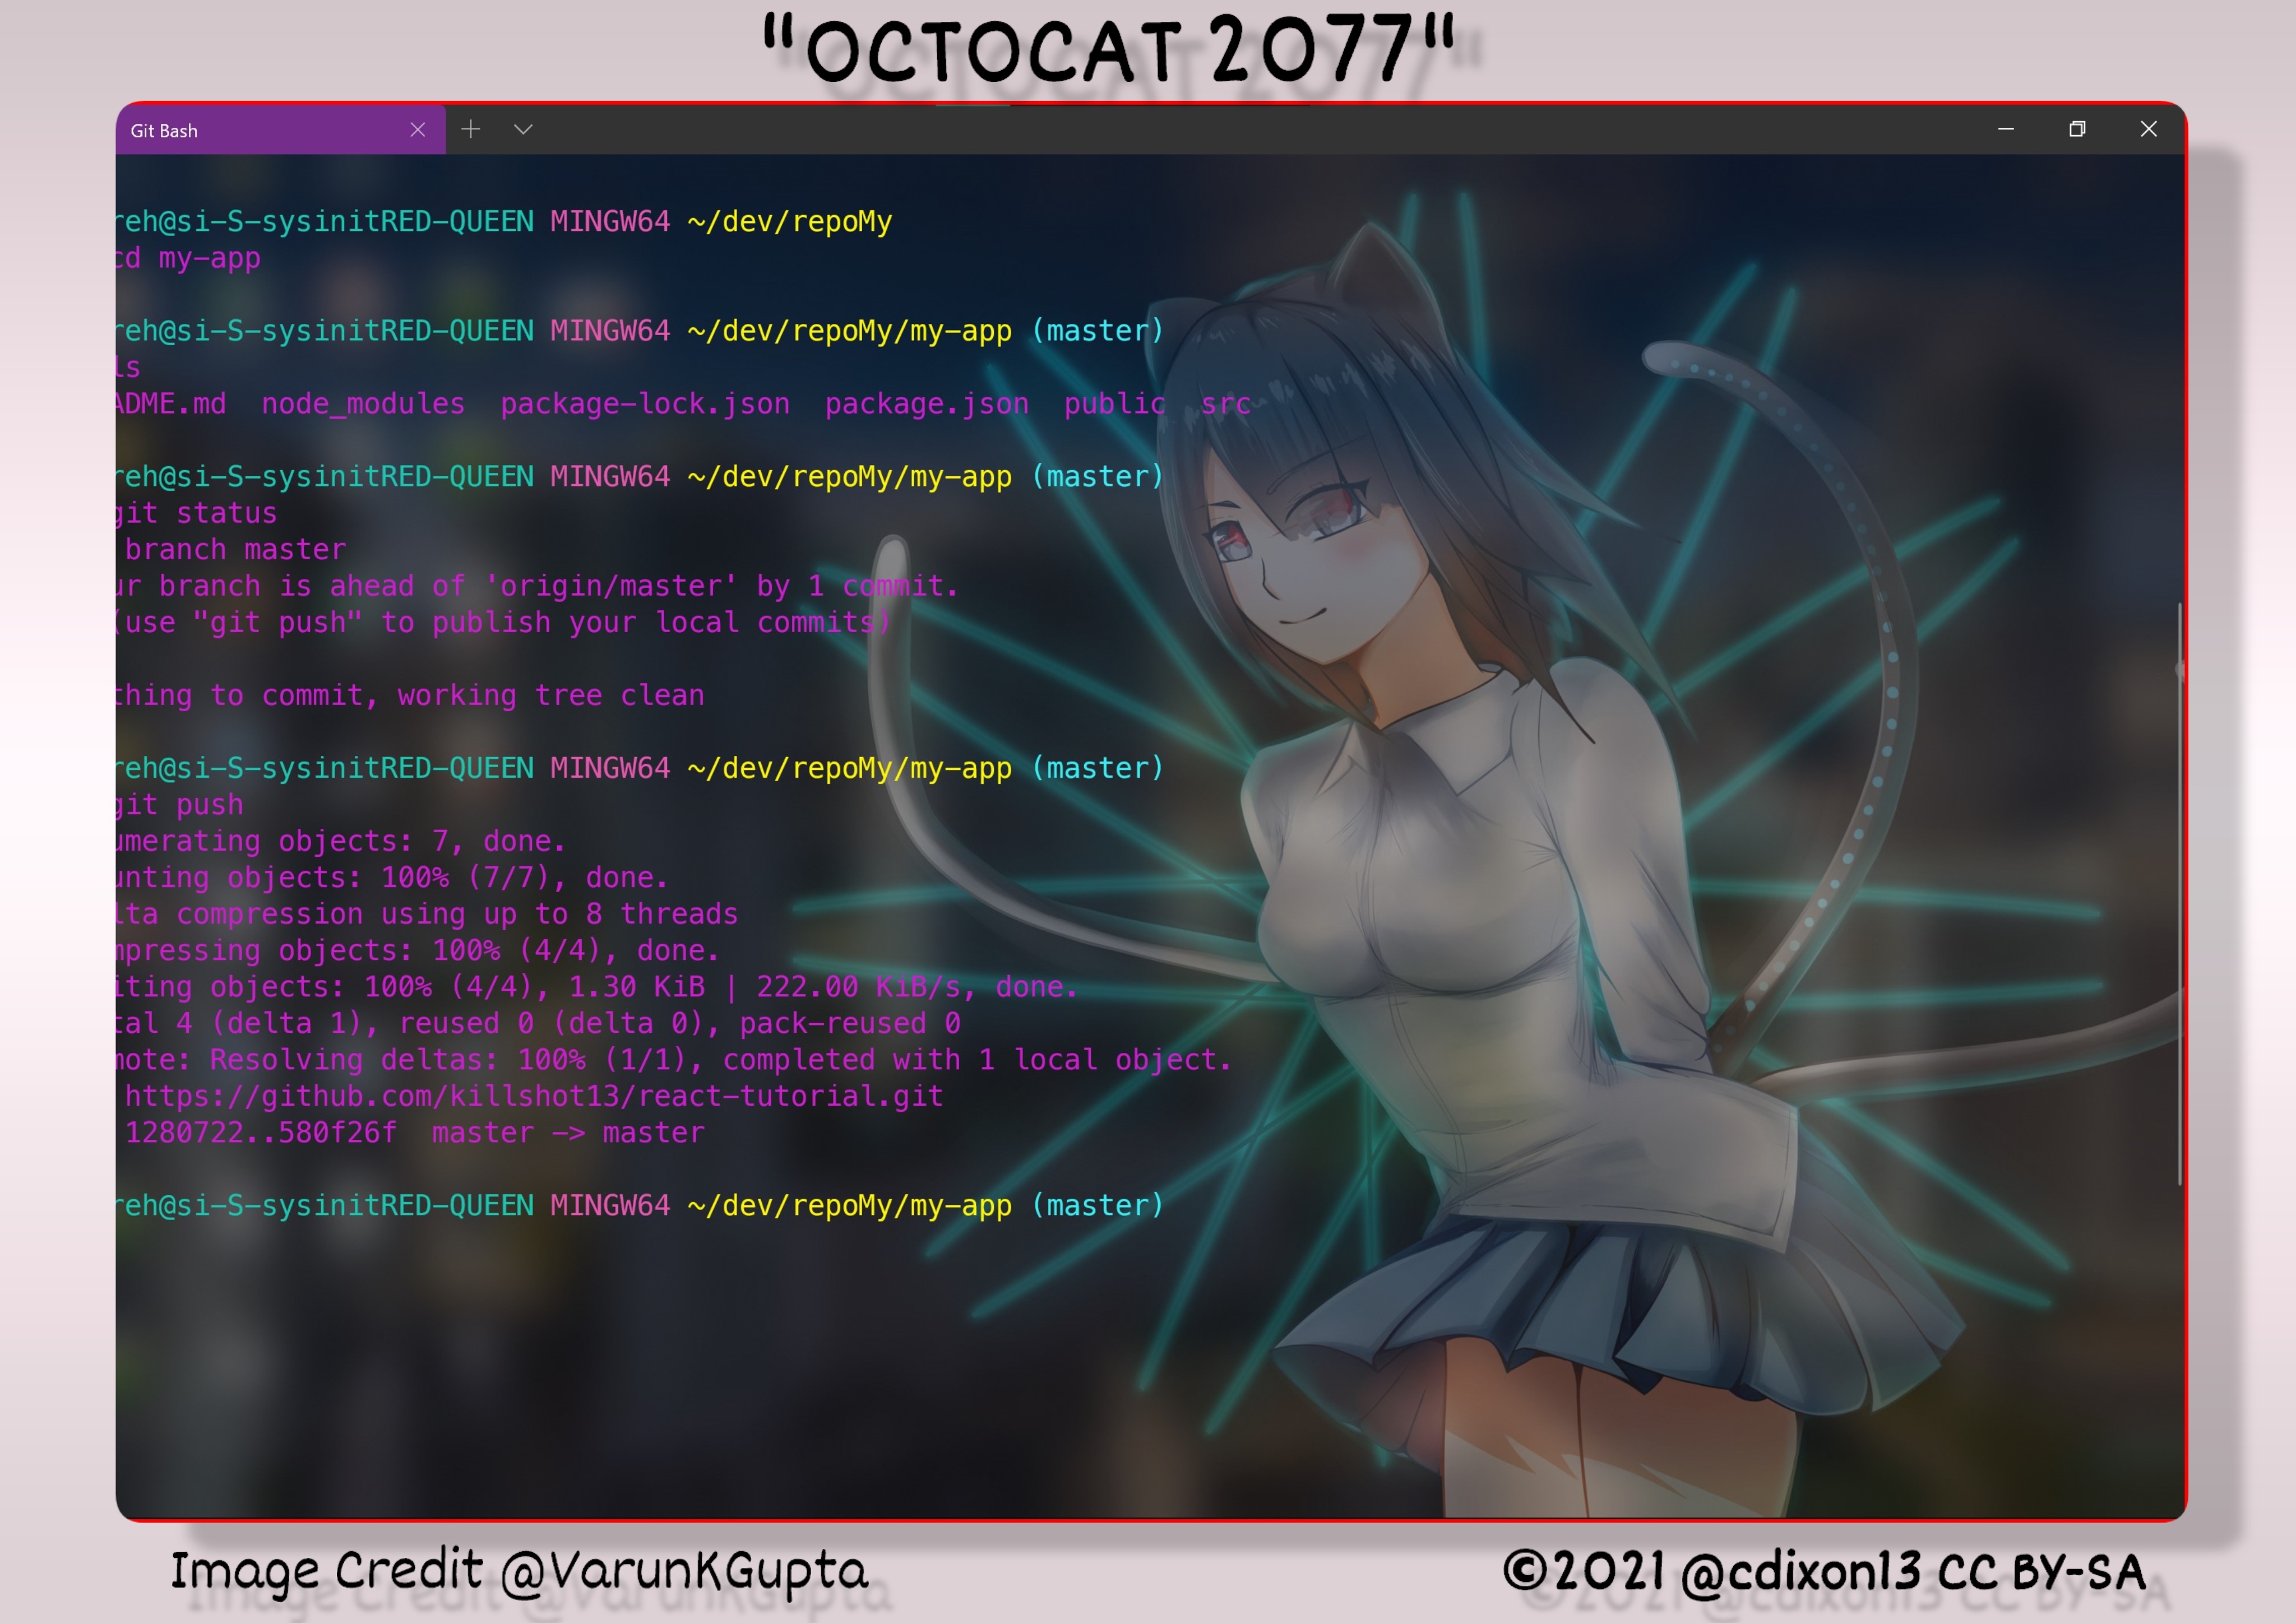 "OCTOCAT 2077"
Git Bash
reh@si-S-sysinitRED-QUEEN MINGW64 ~/dev/repoMy
cd my-app
reh@si-S-sysinitRED-QUEEN MINGW64 ~/dev/repoMy/my-app (master)
ls
ADME.md node_modules package-lock.json package.json public src
reh@si-S-sysinitRED-QUEEN MINGW64 ~/dev/repoMy/my-app (master)
git status
branch master
ur branch is ahead of 'origin/master' by 1 commit.
(use "git push" to publish your local commits)
thing to commit, working tree clean
reh@si-S-sysinitRED-QUEEN MINGW64 ~/dev/repoMy/my-app (master)
git push
umerating objects: 7, done.
unting objects: 100% (7/7), done.
lta compression using up to 8 threads
mpressing objects: 100% (4/4), done.
iting objects: 100% (4/4), 1.30 KiB | 222.00 KiB/s, done.
tal 4 (delta 1), reused 0 (delta 0), pack-reused 0
mote: Resolving deltas: 100% (1/1), completed with 1 local object.
https://github.com/killshot13/react-tutorial.git
1280722..580f26f master -> master
reh@si-S-sysinitRED-QUEEN MINGW64 ~/dev/repoMy/my-app (master)
Image Credit @VarunKGupta
©2021 @cdixon13 CC BY-SA